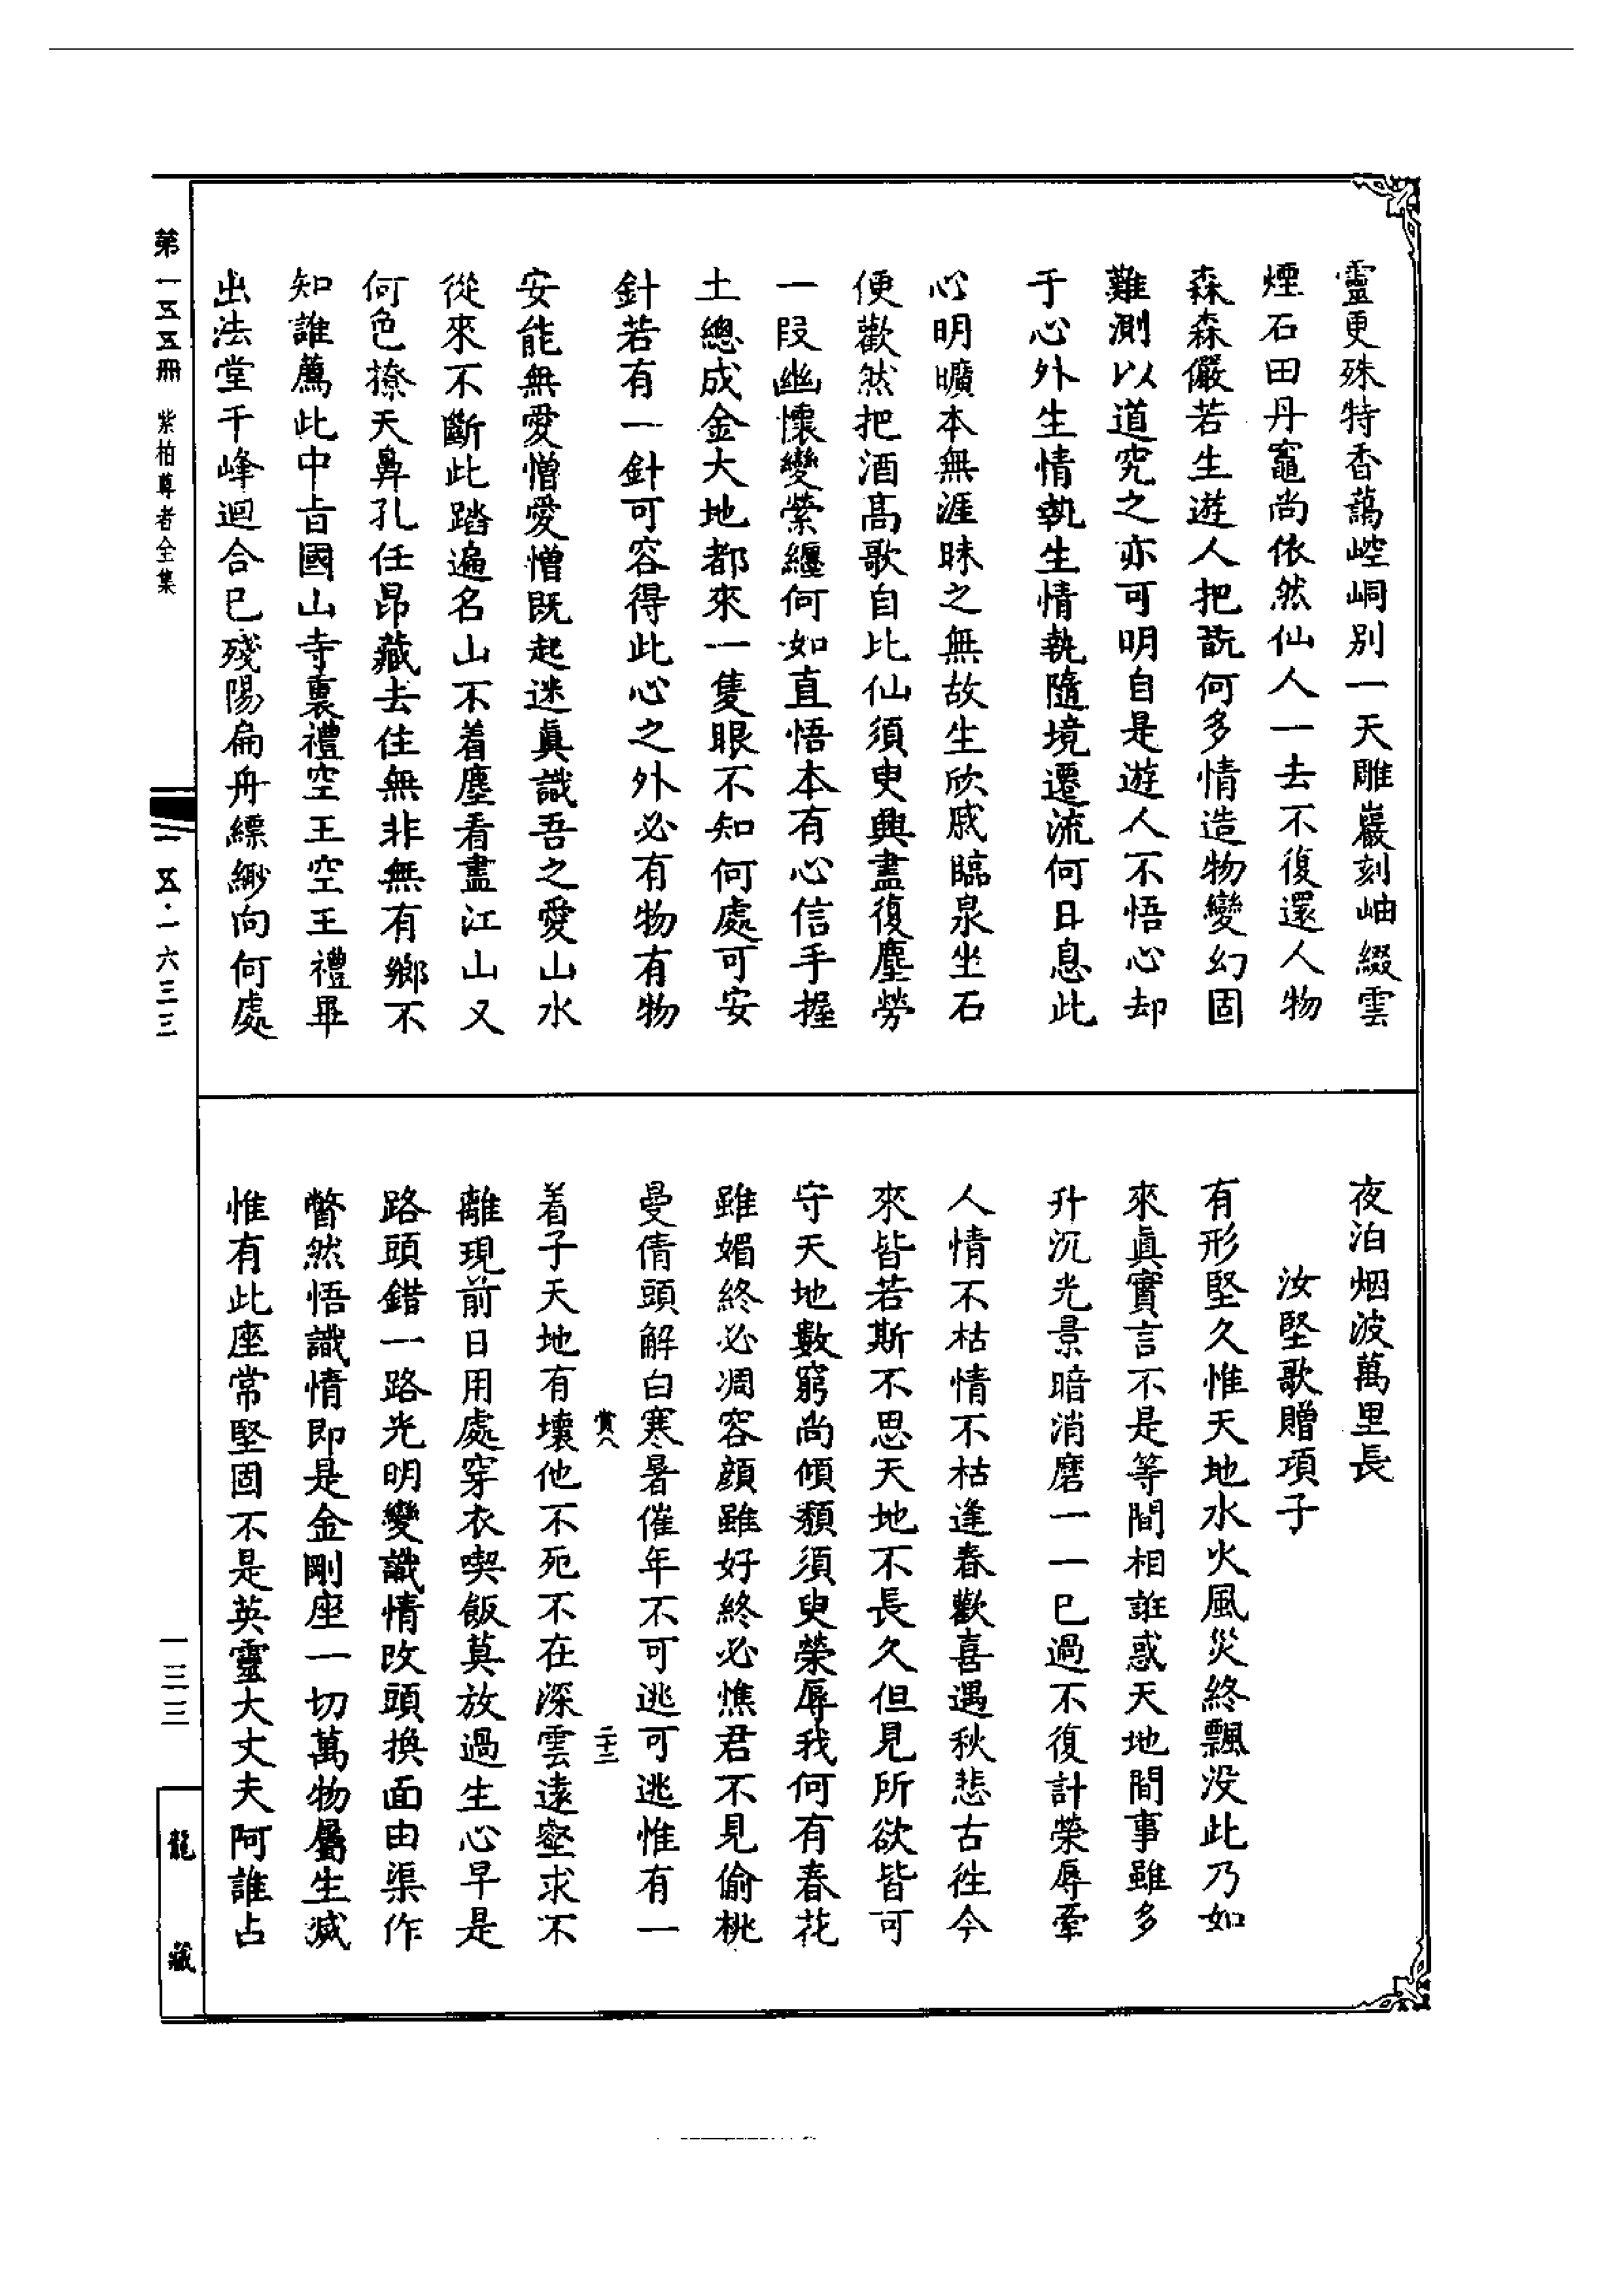 靈更殊特香藹崆峒別一天雕巖刻岫綴雲
煙石田丹竈尚依然仙人一去不復還人物
森森儼若生遊人把翫何多情造物變幻固
難測以道究之亦可明自是遊人不悟心却
于心外生情執生情執隨境遷流何日息此
心明曠本無涯昧之無故生欣戚臨泉坐石
便歡然把酒高歌自比仙須臾興盡復塵勞
一段幽懷變縈纏何如直悟本有心信手握
土總成金大地都來一隻眼不知何處可安
針若有一針可容得此心之外必有物有物
安能無愛憎愛憎既起迷眞識吾之愛山水
從來不斷此踏遍名山不着塵看盡江山又
何色撩天鼻孔任昂藏去住無非無有鄉不
知誰薦此中旨國山寺裏禮空王空王禮畢
出法堂千峰迴合已殘陽扁舟縹緲向何處
夜泊烟波萬里長
汝堅歌贈項子
有形堅久惟天地水火風災終飄没此乃如
來眞實言不是等間相誑惑天地間事雖多
升沉光景暗消磨一一已過不復計榮辱牽
人情不枯情不枯逢春歡喜遇秋悲古徃今
來皆若斯不思天地不長久但見所欲皆可
守天地數窮尚傾頹須臾榮辱我何有春花
雖媚終必凋容顔雖好終必憔君不見偷桃
曼倩頭解白寒暑催年不可逃可逃惟有一
賞八
二十二
着子天地有壞他不死不在深雲遠壑求不
離現前日用處穿衣喫飯莫放過生心早是
路頭錯一路光明變識情改頭換面由渠作
瞥然悟識情即是金剛座一切萬物屬生滅
惟有此座常堅固不是英靈大丈夫阿誰占
第一五五冊
紫柏尊者全集
一五五·一六三三
一三三
龍藏